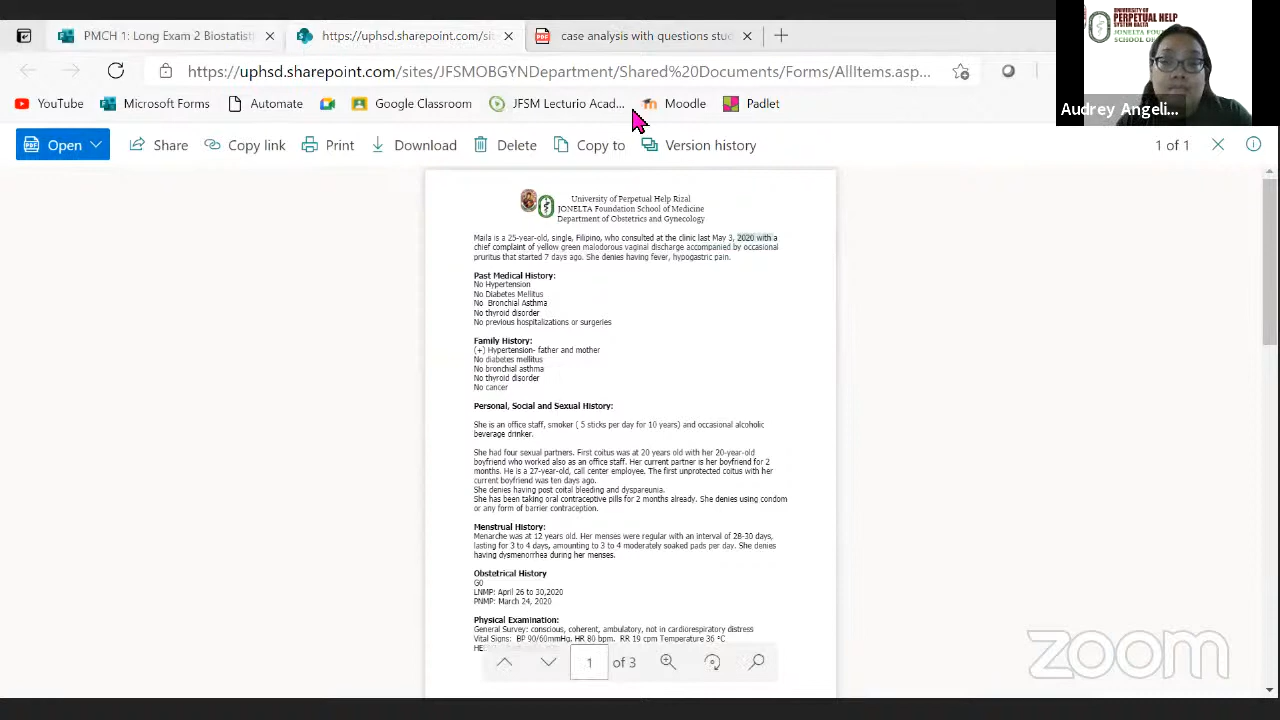 PMCH 1: Long Exam 2 Biostatist
https://uphsd.sharepoint.com/site
case analysis with questions stud
https://uphsd.sharepoint.com/sites/JFSMOBGYNDepartment/Shared%20Documents/Forms/AllItems.asp...
YouTube
Microsoft Forms
Automate
Google Classroom
JFSM Lecturio Acad...
Moodle
Padlet
UNIVERSITY OF
PERPETUAL HELP
SYSTEM DALTA
JONELTA FOUN
SCHOOL OF
Audrey Angeli...
PDF
Open
Share
Copy link
Print
Download
Delete
Copy to
Version history
1 of 1
University of Perpetual Help Rizal
JONELTA Foundation School of Medicine
Department of Obstetrics and Gynecology
Maila is a 25-year-old, single, Filipino, who consulted at the clinic last May 3, 2020 with a
chief complaint of yellow green malodorous vaginal discharge accompanied by occasional
pruritus that started 7 days ago. She denies having fever, hypogastric pain.
Past Medical History:
No Hypertension
No Diabetes Mellitus
No Bronchial Asthma
No thyroid disorder
No previous hospitalizations or surgeries
Family History:
(+) Hypertension- father and mother
No diabetes mellitus
No bronchial asthma
No thyroid disorder
No cancer
Personal, Social and Sexual History:
She is an office staff, smoker ( 5 sticks per day for 10 years) and occasional alcoholic
beverage drinker.
She had four sexual partners. First coitus was at 20 years old with her 20-year-old
boyfriend who worked also as an office staff. Her current partner is her boyfriend for 2
months. He is a 27-year-old, call center employee. The first unprotected coitus with her
current boyfriend was ten days ago.
She denies having post coital bleeding and dyspareunia.
She has been taking oral contraceptive pills for 2 months already. She denies using condom
or any form of barrier contraception.
Menstrual History:
Menarche was at 12 years old. Her menses were regular with an interval of 28-30 days,
lasting for 3 to 4 days, amounting to 3 to 4 moderately soaked pads per day. She denies
having dysmenorrhea during her menses.
Obstetrical History
G0
LNMP: April 26 to 30,2020
PNMP: March 24, 2020
Physical Examination:
General Survey: conscious, coherent, ambulatory, not in cardiorespiratory distress
Vital Signs: BP 90/60mmHg, HR 80 bpm. RR 19 cpm Temperature 36 °C
1 of 3
zoom